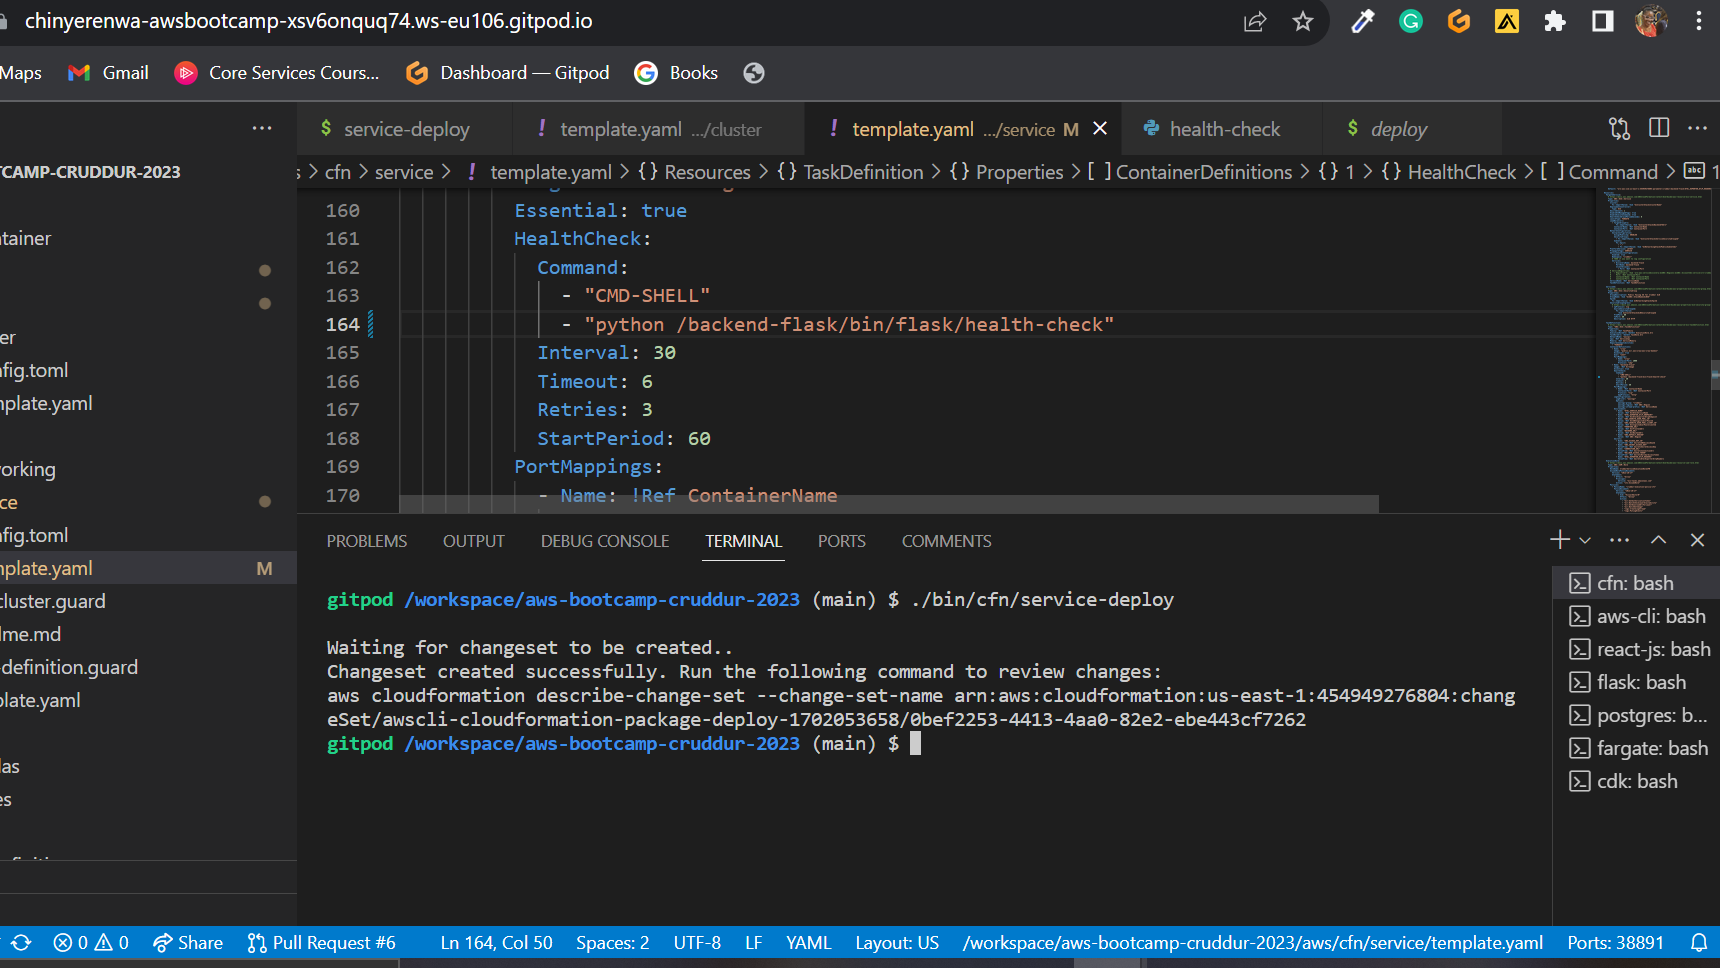 chinyerenwa-awsbootcamp-xsv6onquq74.ws-eu106.gitpod.io
Maps Gmail Core Services Cours... Dashboard — Gitpod Books
$ service-deploy ! template.yaml .../cluster ! template.yaml .../service M health-check $ deploy
s > cfn > service > ! template.yaml > {} Resources > {} TaskDefinition > {} Properties > [ ] ContainerDefinitions > {} 1 > {} HealthCheck > [ ] Command > abc 1
TCAMP-CRUDDUR-2023
tainer
er
nfig.toml
mplate.yaml
vorking
ce
nfig.toml
mplate.yaml M
cluster.guard
dme.md
-definition.guard
plate.yaml
las
es
160 Essential: true
161 HealthCheck:
162 Command:
163 - "CMD-SHELL"
164 - "python /backend-flask/bin/flask/health-check"
165 Interval: 30
166 Timeout: 6
167 Retries: 3
168 StartPeriod: 60
169 PortMappings:
170 - Name: !Ref ContainerName
PROBLEMS OUTPUT DEBUG CONSOLE TERMINAL PORTS COMMENTS
gitpod /workspace/aws-bootcamp-cruddur-2023 (main) $ ./bin/cfn/service-deploy
Waiting for changeset to be created..
Changeset created successfully. Run the following command to review changes:
aws cloudformation describe-change-set --change-set-name arn:aws:cloudformation:us-east-1:454949276804:chang
eSet/awscli-cloudformation-package-deploy-1702053658/0bef2253-4413-4aa0-82e2-ebe443cf7262
gitpod /workspace/aws-bootcamp-cruddur-2023 (main) $
cfn: bash
aws-cli: bash
react-js: bash
flask: bash
postgres: b...
fargate: bash
cdk: bash
0 0 Share Pull Request #6 Ln 164, Col 50 Spaces: 2 UTF-8 LF YAML Layout: US /workspace/aws-bootcamp-cruddur-2023/aws/cfn/service/template.yaml Ports: 38891